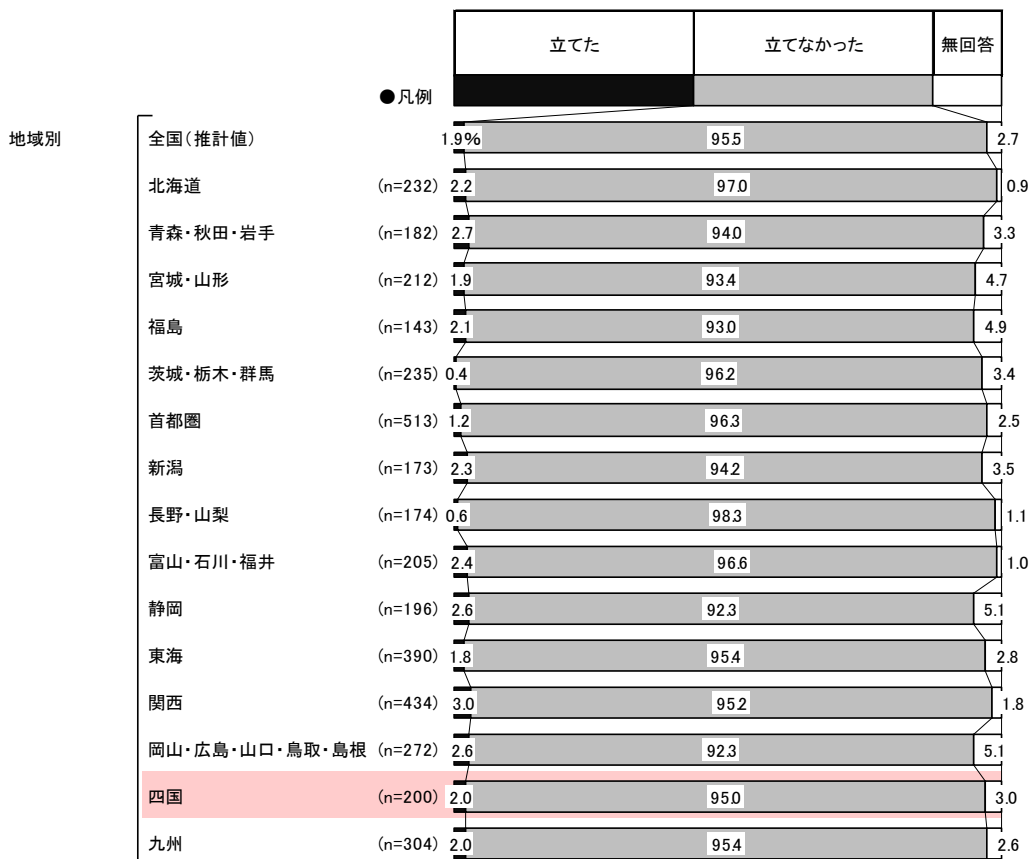 立てた 立てなかった 無回答
●凡例
地域別 全国(推計値) 1.9% 95.5 2.7
北海道 (n=232) 2.2 97.0 0.9
青森・秋田・岩手 (n=182) 2.7 94.0 3.3
宮城・山形 (n=212) 1.9 93.4 4.7
福島 (n=143) 2.1 93.0 4.9
茨城・栃木・群馬 (n=235) 0.4 96.2 3.4
首都圏 (n=513) 1.2 96.3 2.5
新潟 (n=173) 2.3 94.2 3.5
長野・山梨 (n=174) 0.6 98.3 1.1
富山・石川・福井 (n=205) 2.4 96.6 1.0
静岡 (n=196) 2.6 92.3 5.1
東海 (n=390) 1.8 95.4 2.8
関西 (n=434) 3.0 95.2 1.8
岡山・広島・山口・鳥取・島根 (n=272) 2.6 92.3 5.1
四国 (n=200) 2.0 95.0 3.0
九州 (n=304) 2.0 95.4 2.6